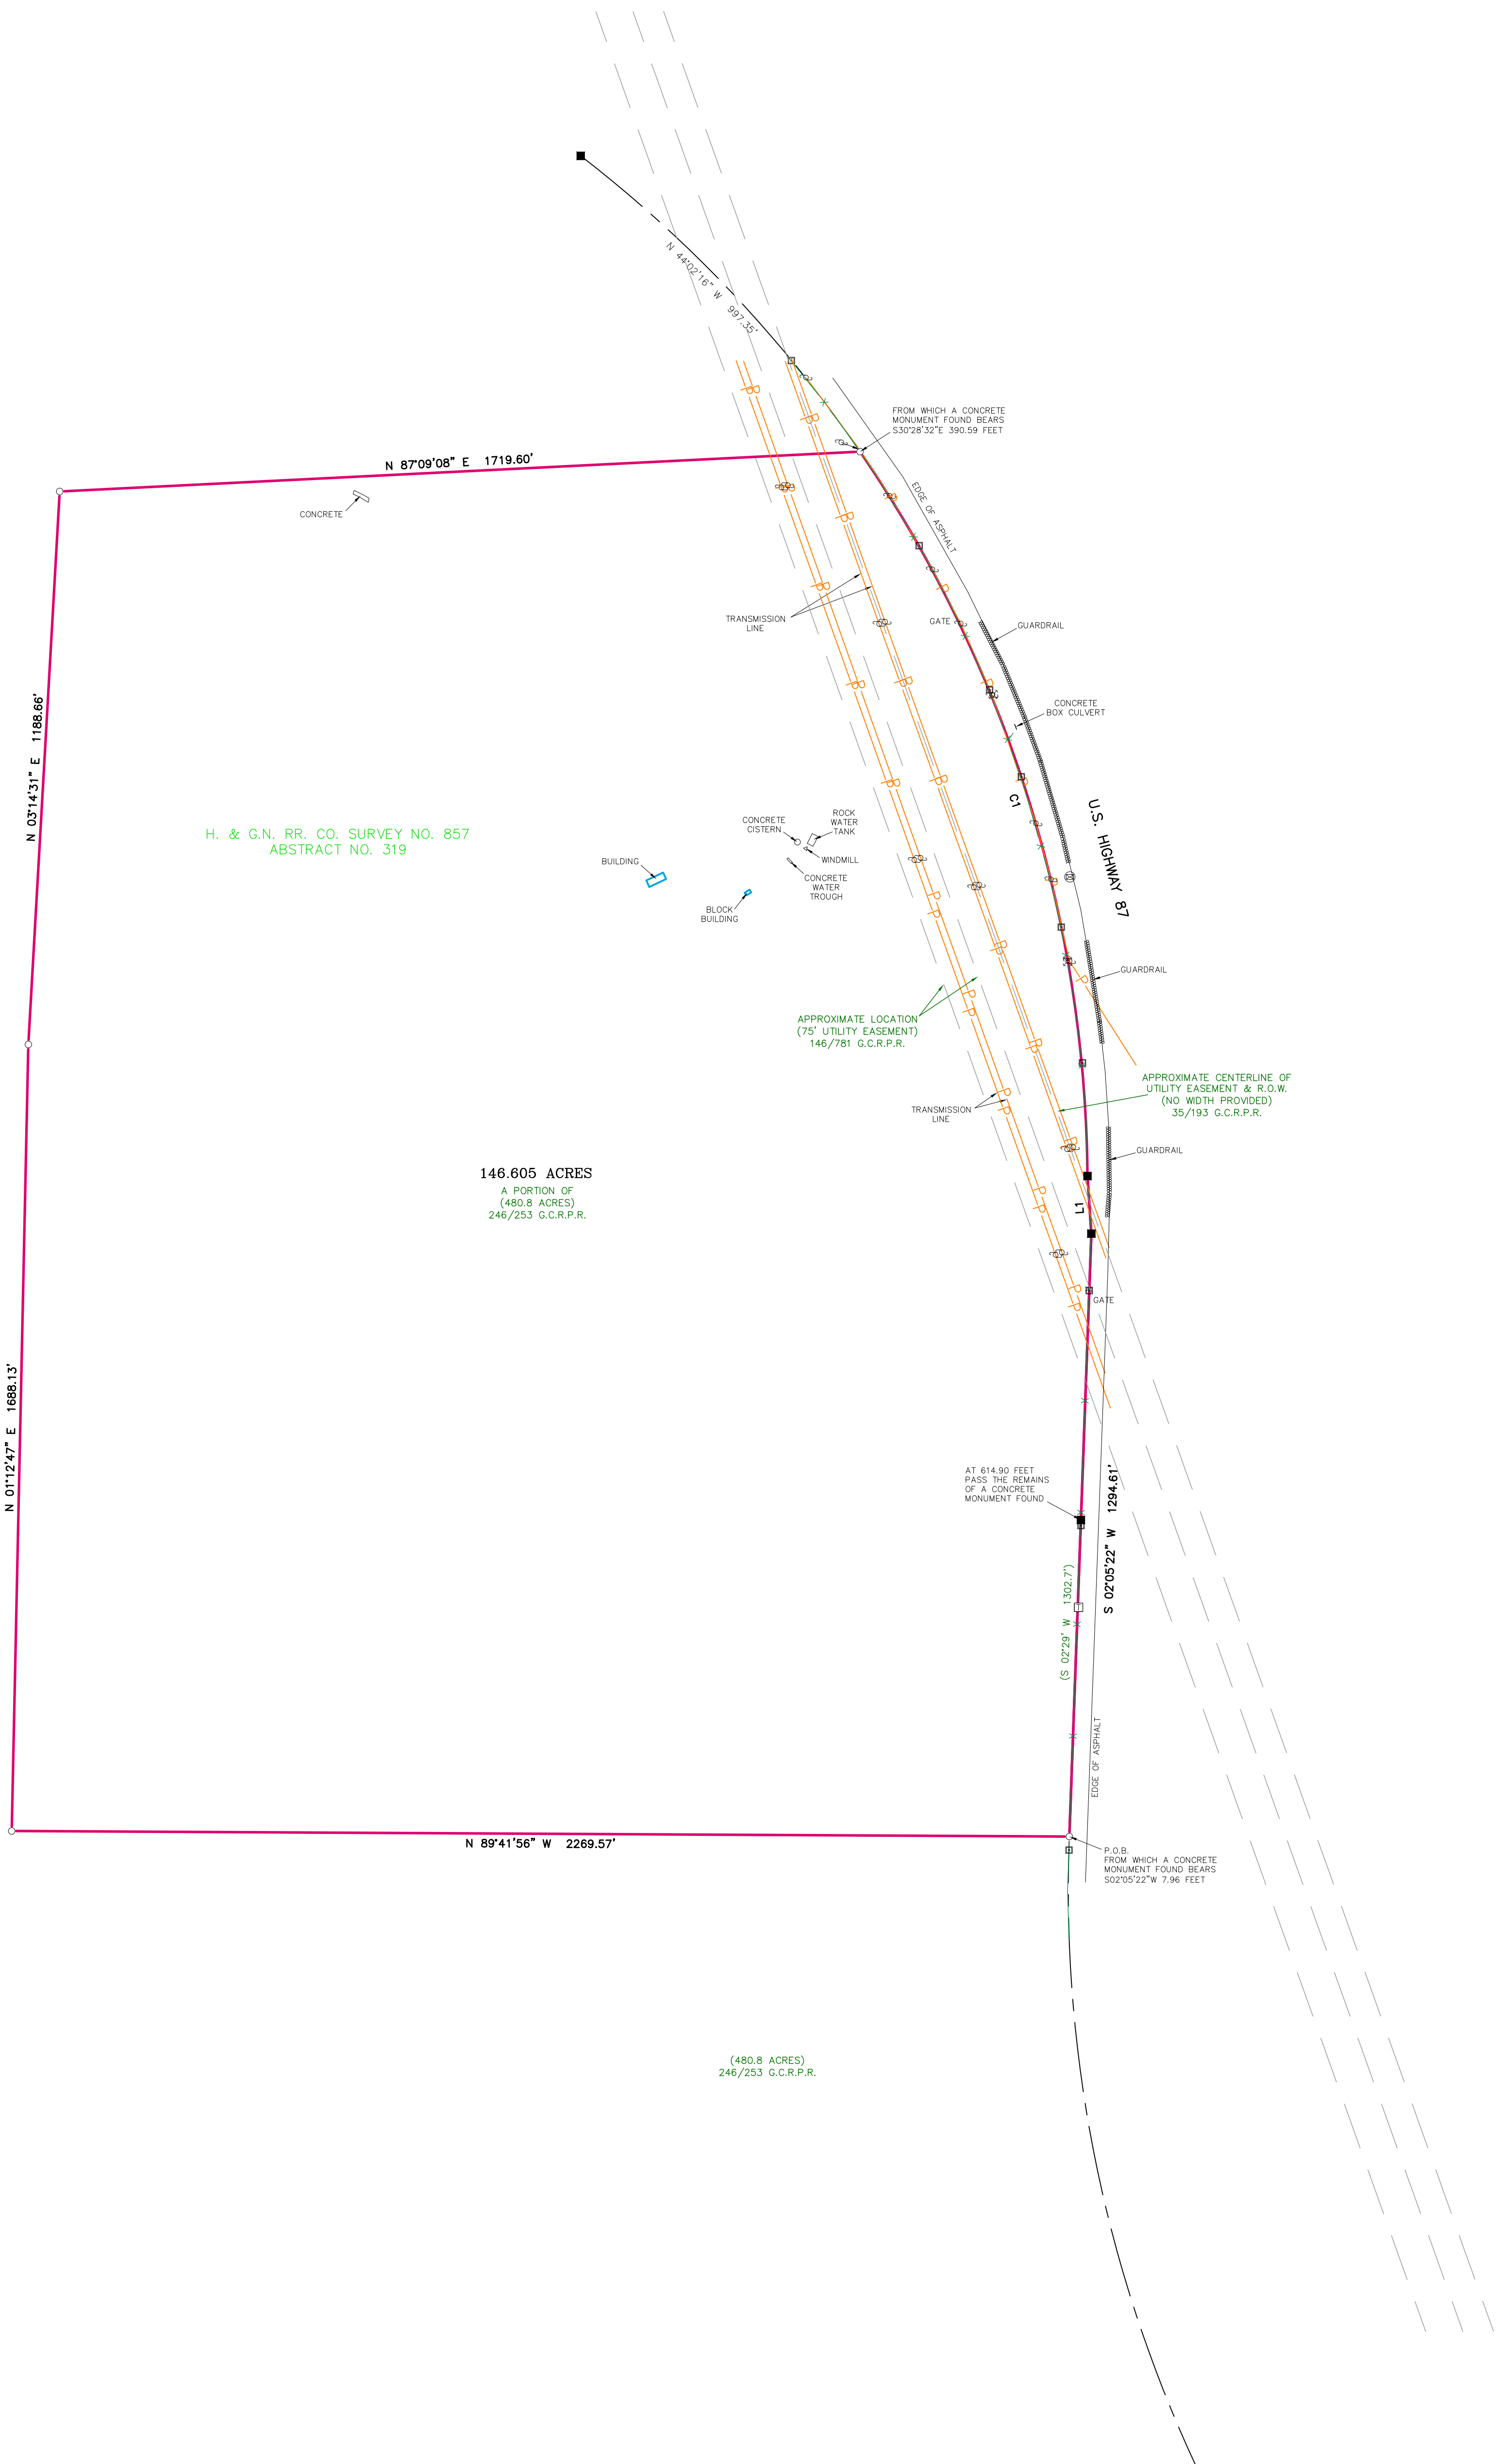 N 44°02'16" W 997.35'
FROM WHICH A CONCRETE
MONUMENT FOUND BEARS
S30°28'32"E 390.59 FEET
N 87°09'08" E 1719.60'
CONCRETE
EDGE OF ASPHALT
TRANSMISSION
LINE
GATE
GUARDRAIL
CONCRETE
BOX CULVERT
N 03°14'31" E 1188.66'
C1
U.S. HIGHWAY 87
H. & G.N. RR. CO. SURVEY NO. 857
ABSTRACT NO. 319
CONCRETE
CISTERN
ROCK
WATER
TANK
WINDMILL
BUILDING
CONCRETE
WATER
TROUGH
BLOCK
BUILDING
GUARDRAIL
APPROXIMATE LOCATION
(75' UTILITY EASEMENT)
146/781 G.C.R.P.R.
APPROXIMATE CENTERLINE OF
UTILITY EASEMENT & R.O.W.
(NO WIDTH PROVIDED)
35/193 G.C.R.P.R.
TRANSMISSION
LINE
GUARDRAIL
146.605 ACRES
A PORTION OF
(480.8 ACRES)
246/253 G.C.R.P.R.
L1
GATE
N 01°12'47" E 1688.13'
AT 614.90 FEET
PASS THE REMAINS
OF A CONCRETE
MONUMENT FOUND
S 02°05'22" W 1294.61'
(S 02°29' W 1302.7')
EDGE OF ASPHALT
N 89°41'56" W 2269.57'
P.O.B.
FROM WHICH A CONCRETE
MONUMENT FOUND BEARS
S02°05'22"W 7.96 FEET
(480.8 ACRES)
246/253 G.C.R.P.R.